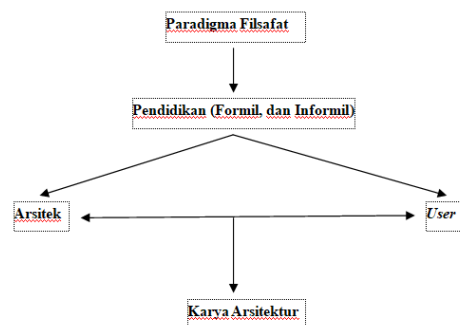 Paradigma Filsafat
Pendidikan (Formil, dan Informil)
Arsitek
User
Karya Arsitektur